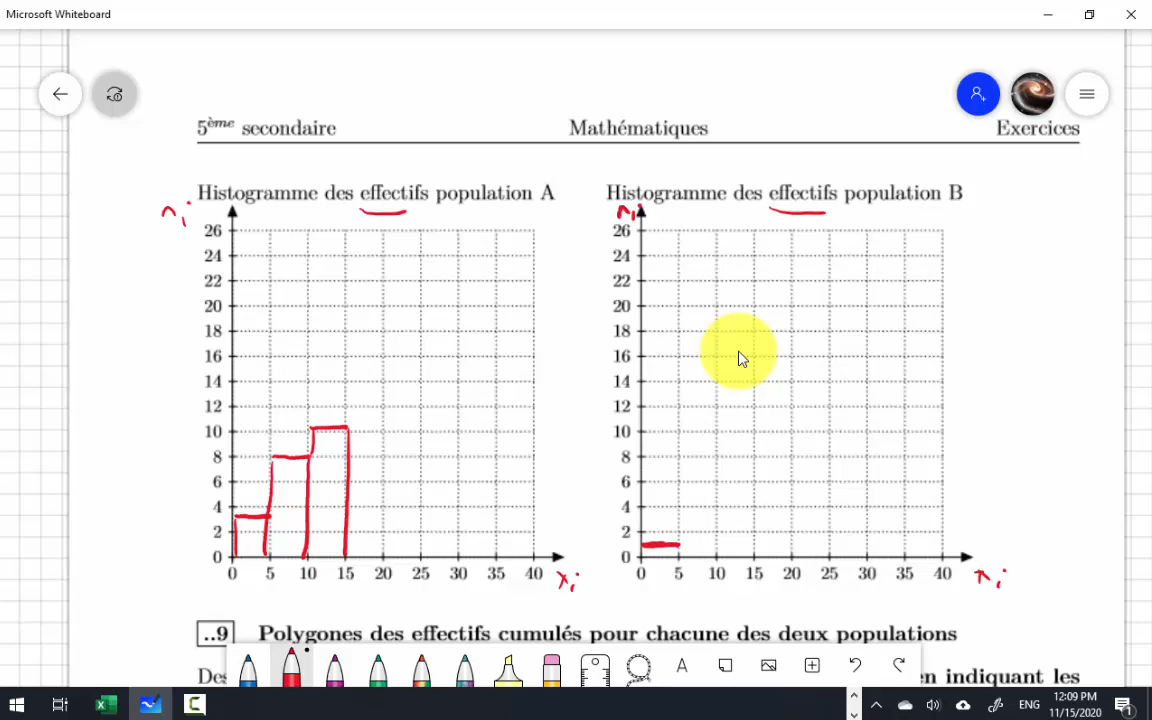 Microsoft Whiteboard
5ème secondaire Mathématiques Exercices
Histogramme des effectifs population A
Histogramme des effectifs population B
ni
26
24
22
20
18
16
14
12
10
8
6
4
2
0
0 5 10 15 20 25 30 35 40
xi
ni
26
24
22
20
18
16
14
12
10
8
6
4
2
0
0 5 10 15 20 25 30 35 40
xi
..9 Polygones des effectifs cumulés pour chacune des deux populations
en indiquant les
A
ENG
12:09 PM
11/15/2020
1